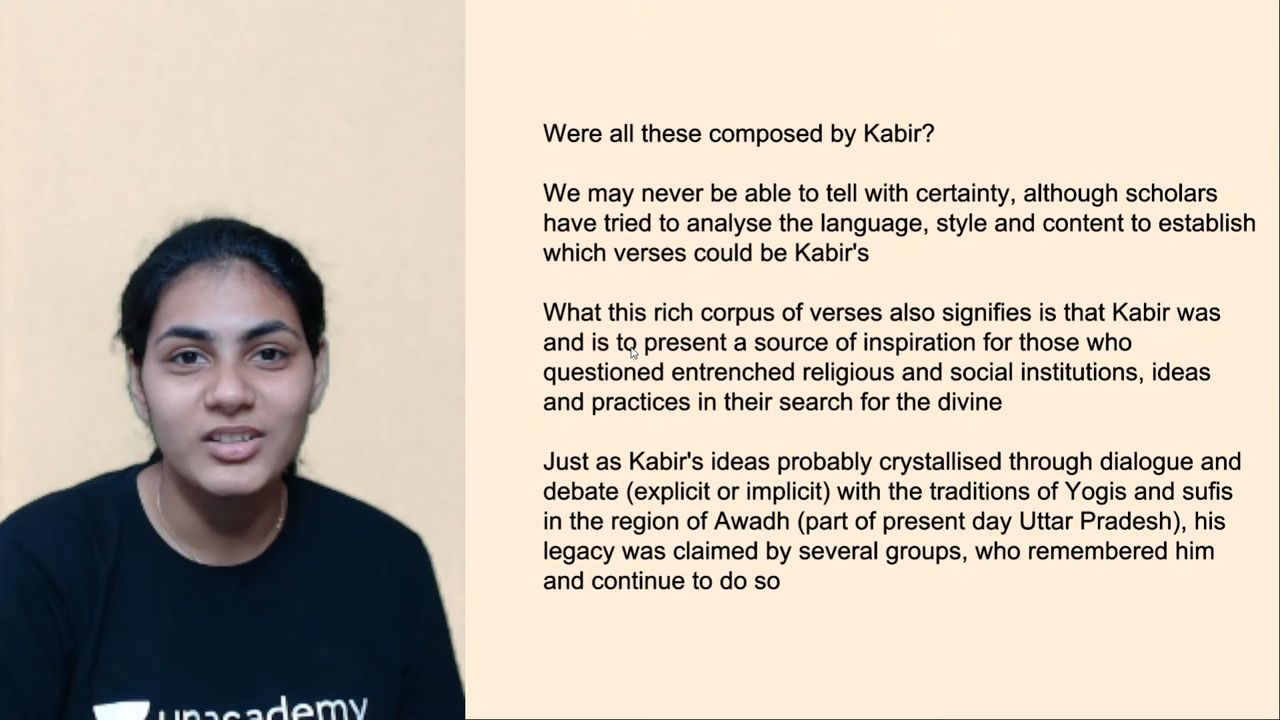 Were all these composed by Kabir?
We may never be able to tell with certainty, although scholars
have tried to analyse the language, style and content to establish
which verses could be Kabir's
What this rich corpus of verses also signifies is that Kabir was
and is to present a source of inspiration for those who
questioned entrenched religious and social institutions, ideas
and practices in their search for the divine
Just as Kabir's ideas probably crystallised through dialogue and
debate (explicit or implicit) with the traditions of Yogis and sufis
in the region of Awadh (part of present day Uttar Pradesh), his
legacy was claimed by several groups, who remembered him
and continue to do so
unacademy